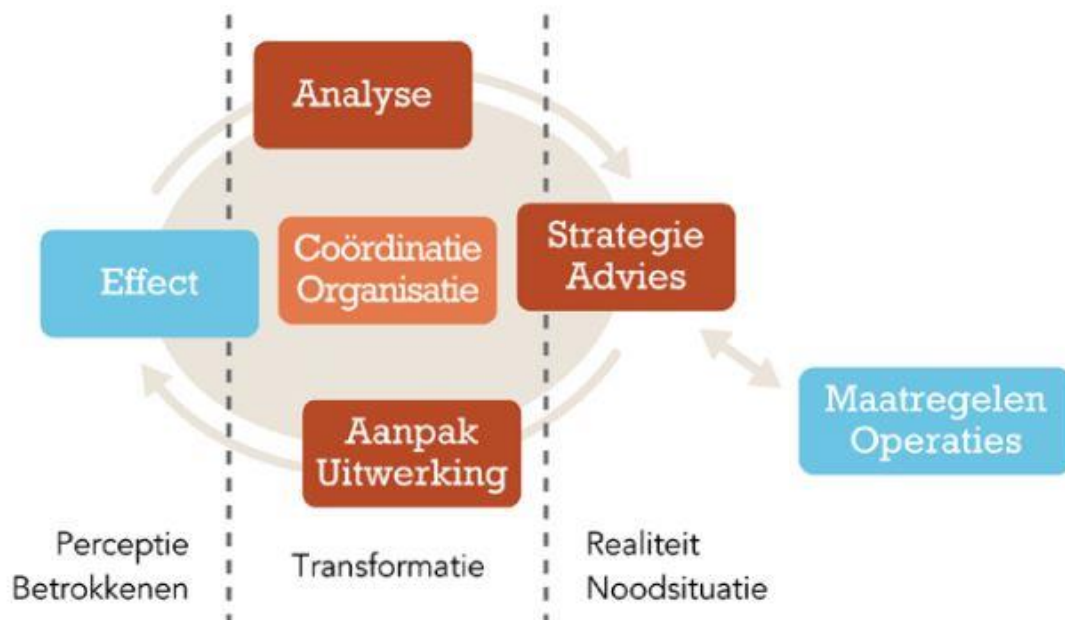 Analyse
Effect
Coördinatie
Organisatie
Strategie
Advies
Aanpak
Uitwerking
Maatregelen
Operaties
Perceptie
Betrokkenen
Transformatie
Realiteit
Noodsituatie